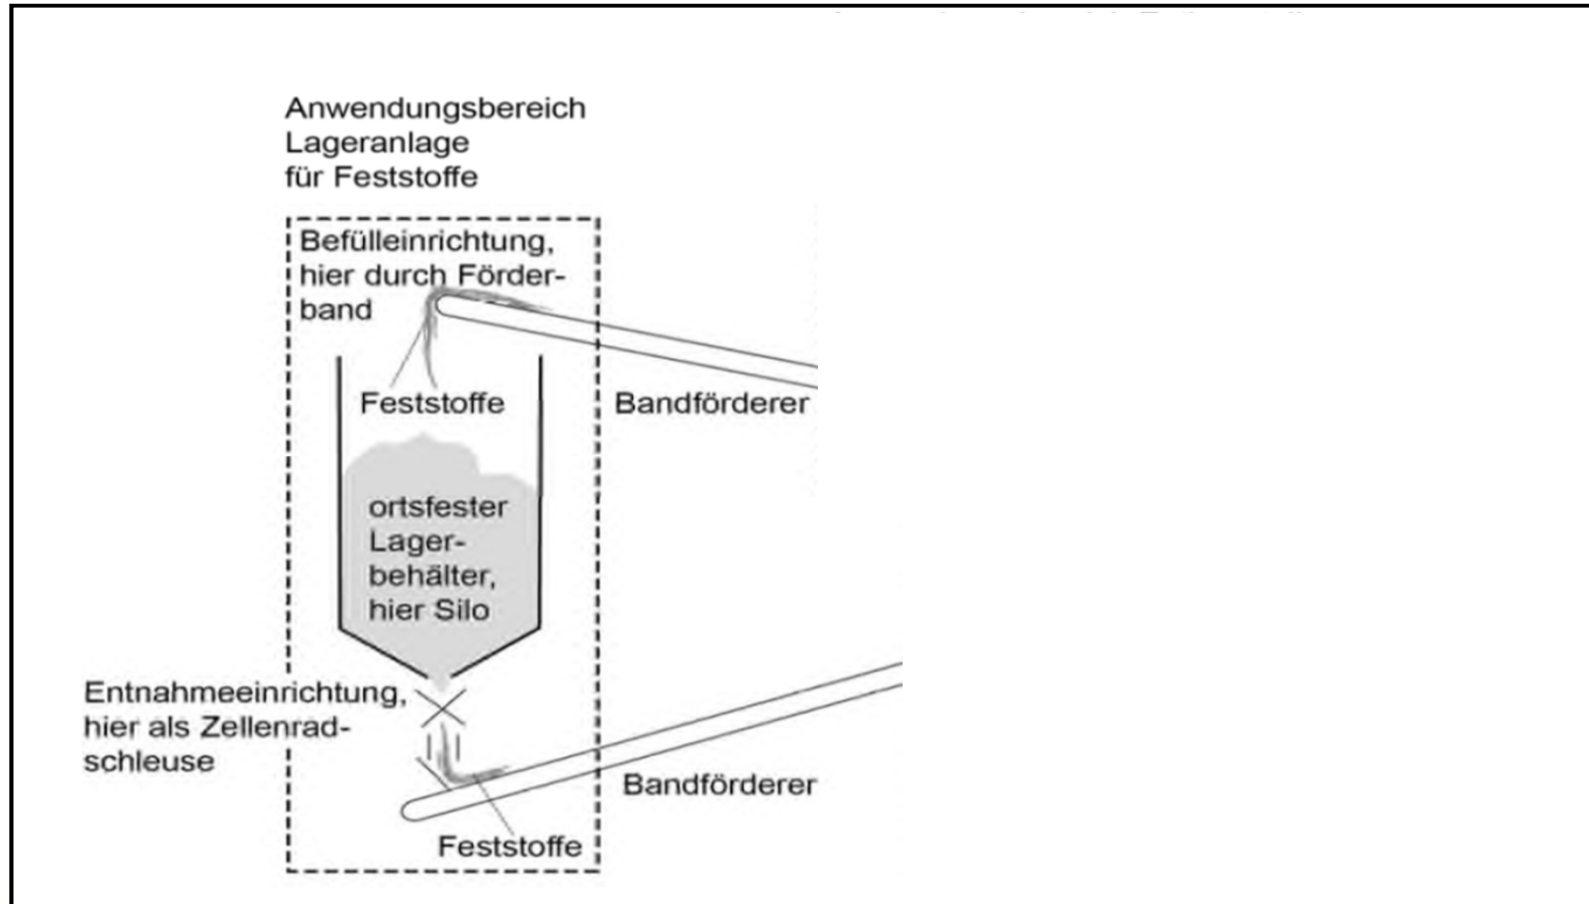 Anwendungsbereich
Lageranlage
für Feststoffe
Befülleinrichtung,
hier durch Förder-
band
Feststoffe
Bandförderer
ortsfester
Lager-
behälter,
hier Silo
Entnahmeeinrichtung,
hier als Zellenrad-
schleuse
Bandförderer
Feststoffe